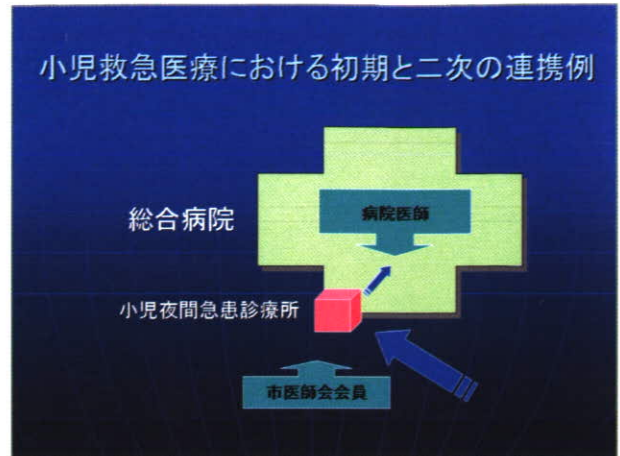 小児救急医療における初期と二次の連携例
総合病院
病院医師
小児夜間急患診療所
市医師会会員